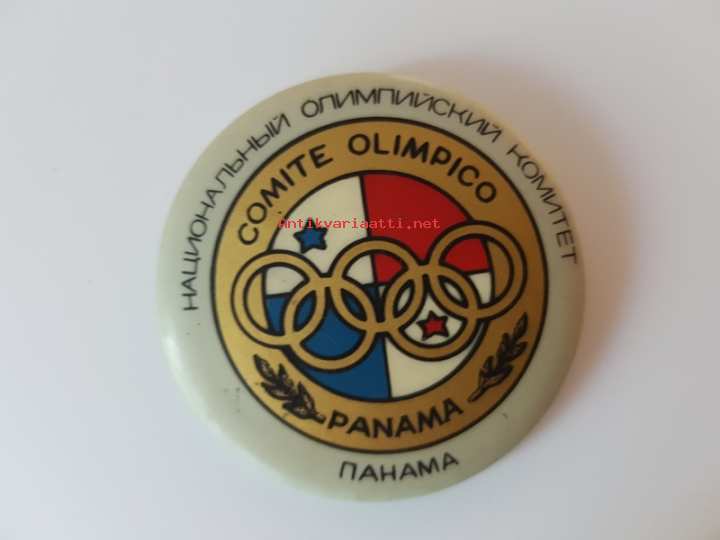 НАЦИОНАЛЬНЫЙ ОЛИМПИЙСКИЙ КОМИТЕТ
COMITE OLIMPICO
Antikvariaatti.net
PANAMA
ПАНАМА